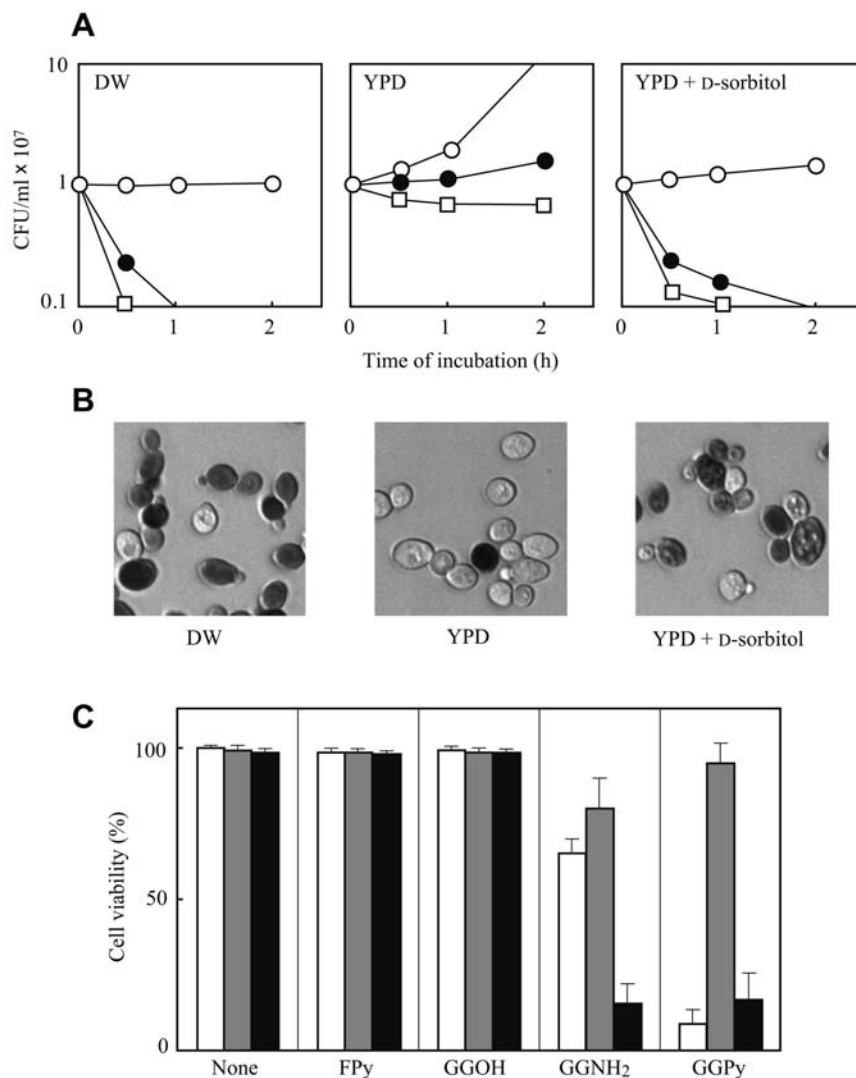 A
DW
YPD
YPD + D-sorbitol
CFU/ml x 10⁷
10
1
0.1
0 1 2
0 1 2
0 1 2
Time of incubation (h)
B
DW
YPD
YPD + D-sorbitol
C
Cell viability (%)
100
50
0
None
FPy
GGOH
GGNH₂
GGPy